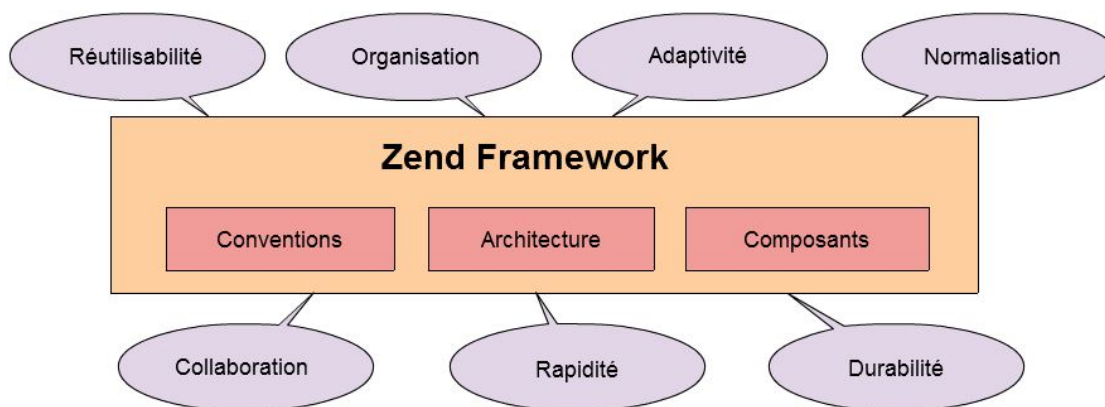 Réutilisabilité
Organisation
Adaptivité
Normalisation
Zend Framework
Conventions
Architecture
Composants
Collaboration
Rapidité
Durabilité